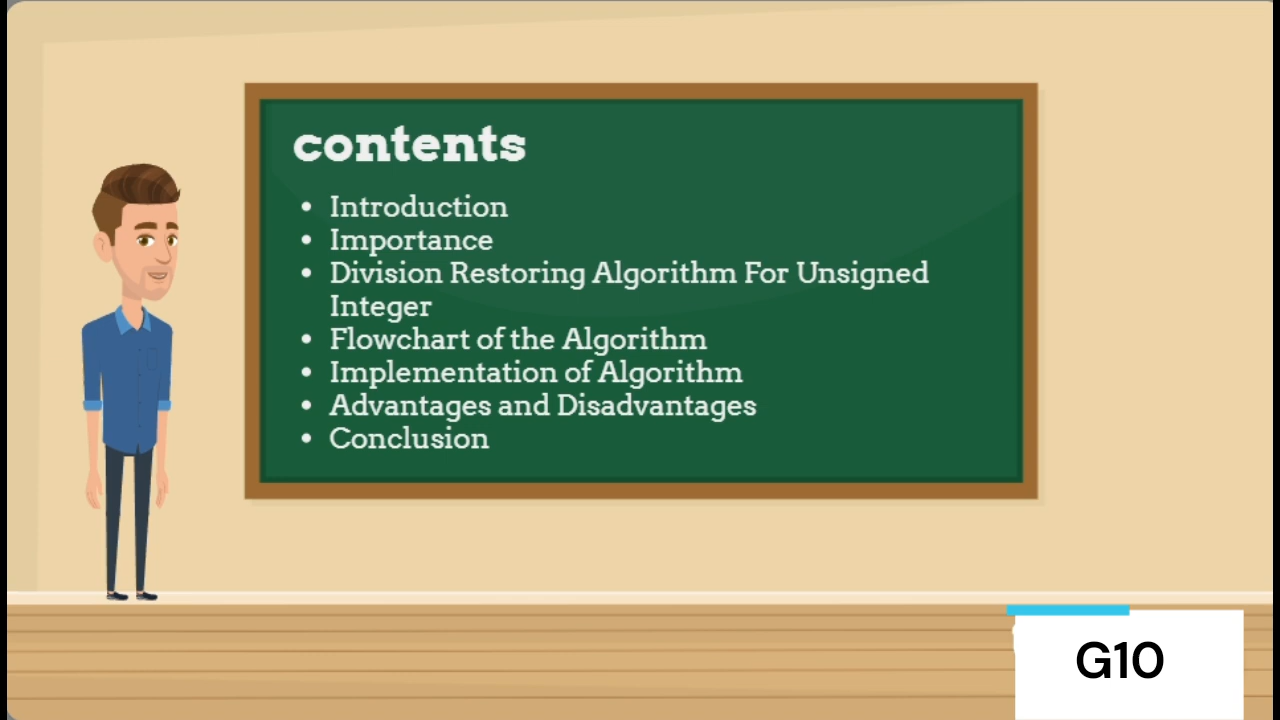 contents
• Introduction
• Importance
• Division Restoring Algorithm For Unsigned
Integer
• Flowchart of the Algorithm
• Implementation of Algorithm
• Advantages and Disadvantages
• Conclusion
G10